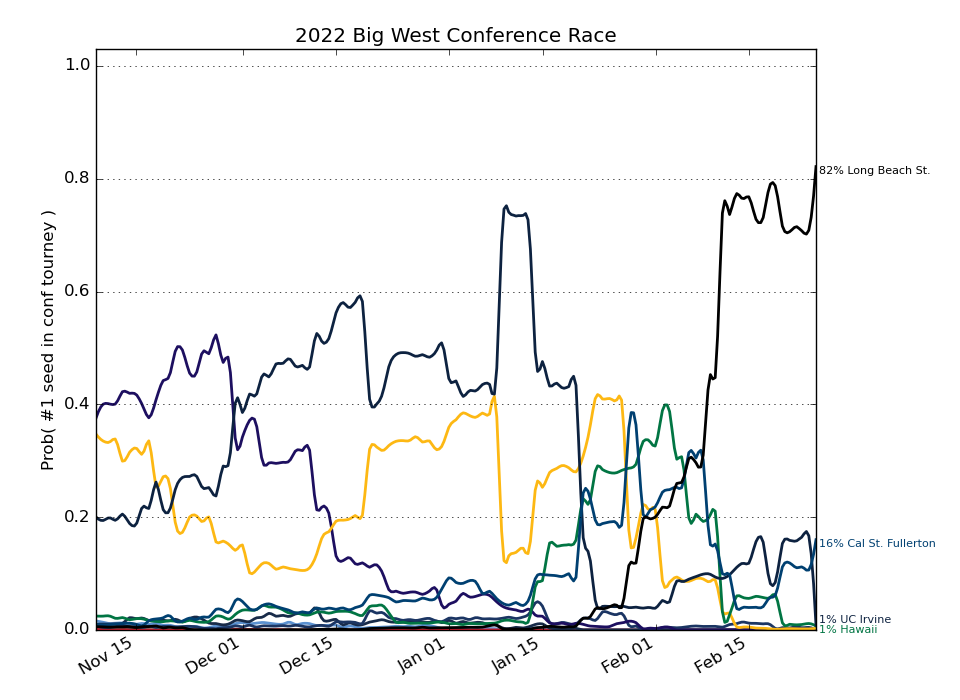 2022 Big West Conference Race
Prob( #1 seed in conf tourney )
1.0
0.8
0.6
0.4
0.2
0.0
82% Long Beach St.
16% Cal St. Fullerton
1% UC Irvine
1% Hawaii
Nov 15
Dec 01
Dec 15
Jan 01
Jan 15
Feb 01
Feb 15